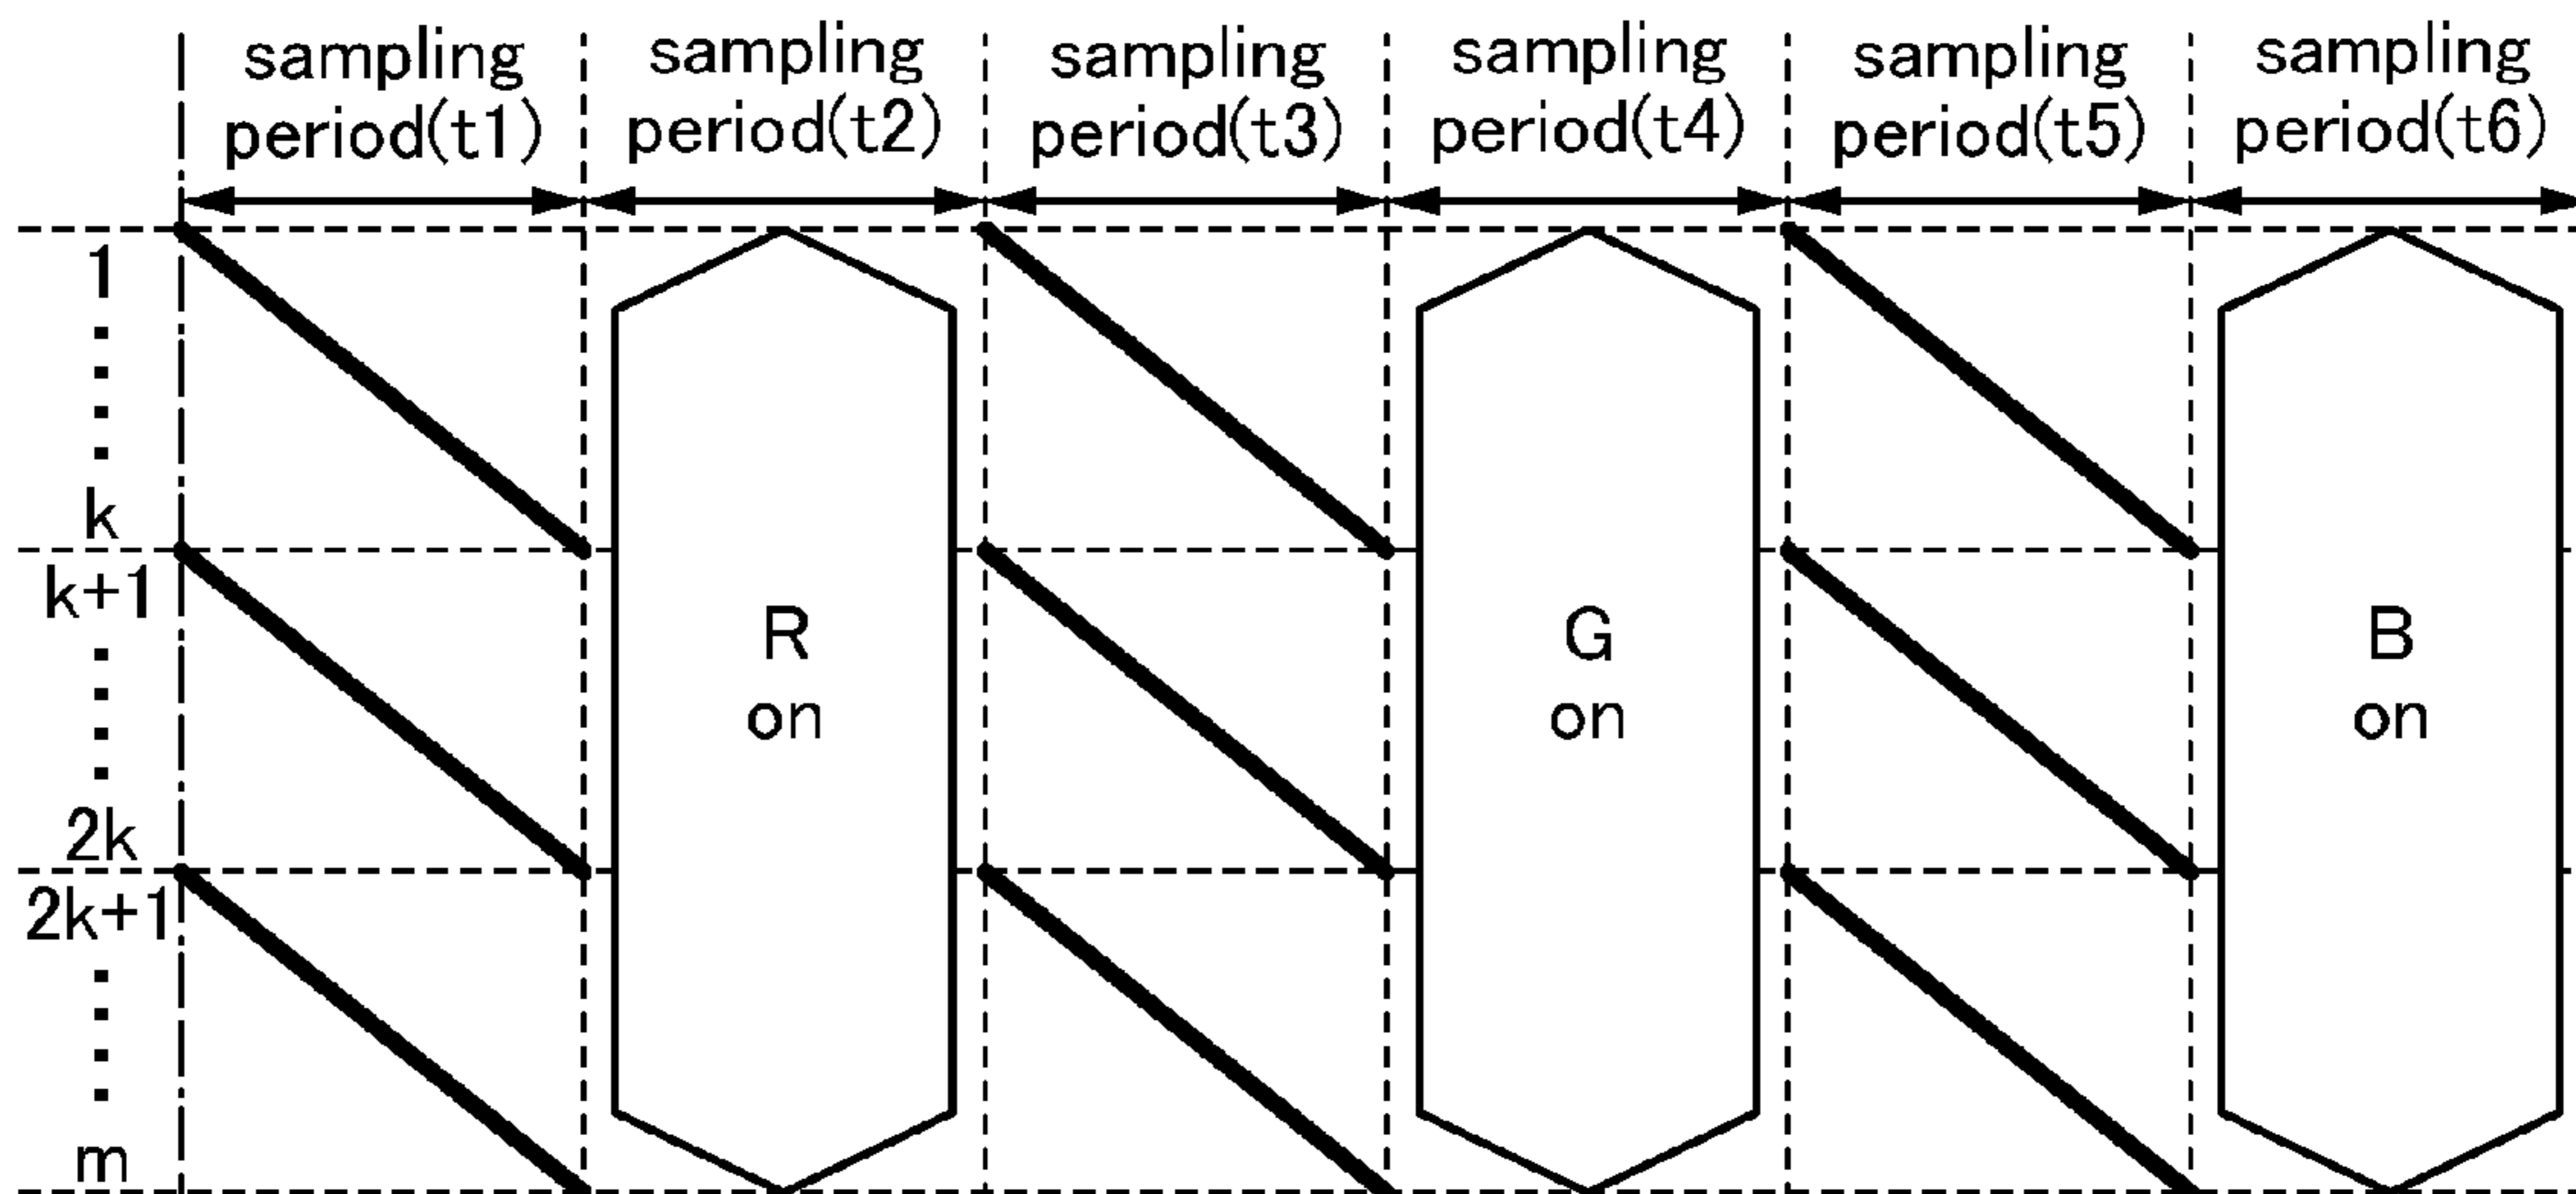 sampling
period(t1)
sampling
period(t2)
sampling
period(t3)
sampling
period(t4)
sampling
period(t5)
sampling
period(t6)
1
k
k+1
2k
2k+1
m
R
on
G
on
B
on